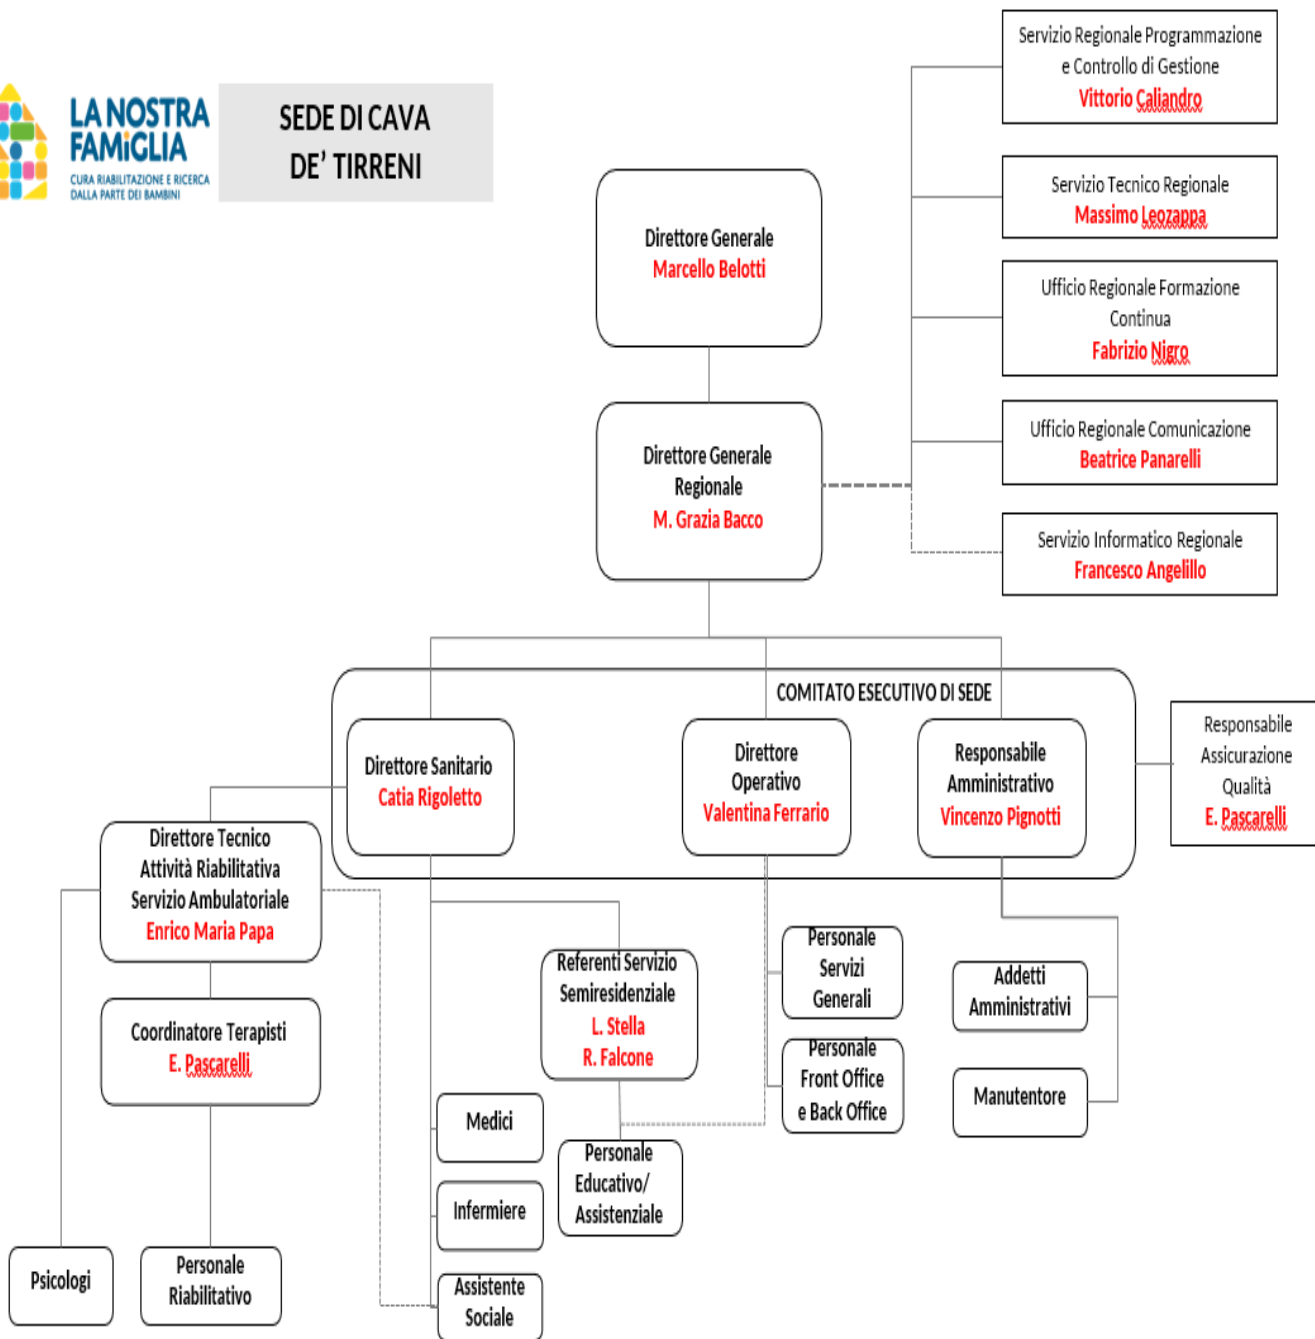 LA NOSTRA
FAMiGLIA
CURA RIABILITAZIONE E RICERCA
DALLA PARTE DEI BAMBINI
SEDE DI CAVA
DE’ TIRRENI
Servizio Regionale Programmazione
e Controllo di Gestione
Vittorio Caliandro
Servizio Tecnico Regionale
Massimo Leozappa
Ufficio Regionale Formazione
Continua
Fabrizio Nigro
Ufficio Regionale Comunicazione
Beatrice Panarelli
Servizio Informatico Regionale
Francesco Angelillo
Direttore Generale
Marcello Belotti
Direttore Generale
Regionale
M. Grazia Bacco
COMITATO ESECUTIVO DI SEDE
Direttore Sanitario
Catia Rigoletto
Direttore
Operativo
Valentina Ferrario
Responsabile
Amministrativo
Vincenzo Pignotti
Responsabile
Assicurazione
Qualità
E. Pascarelli
Direttore Tecnico
Attività Riabilitativa
Servizio Ambulatoriale
Enrico Maria Papa
Coordinatore Terapisti
E. Pascarelli
Referenti Servizio
Semiresidenziale
L. Stella
R. Falcone
Personale
Servizi
Generali
Personale
Front Office
e Back Office
Addetti
Amministrativi
Manutentore
Medici
Infermiere
Assistente
Sociale
Personale
Educativo/
Assistenziale
Psicologi
Personale
Riabilitativo